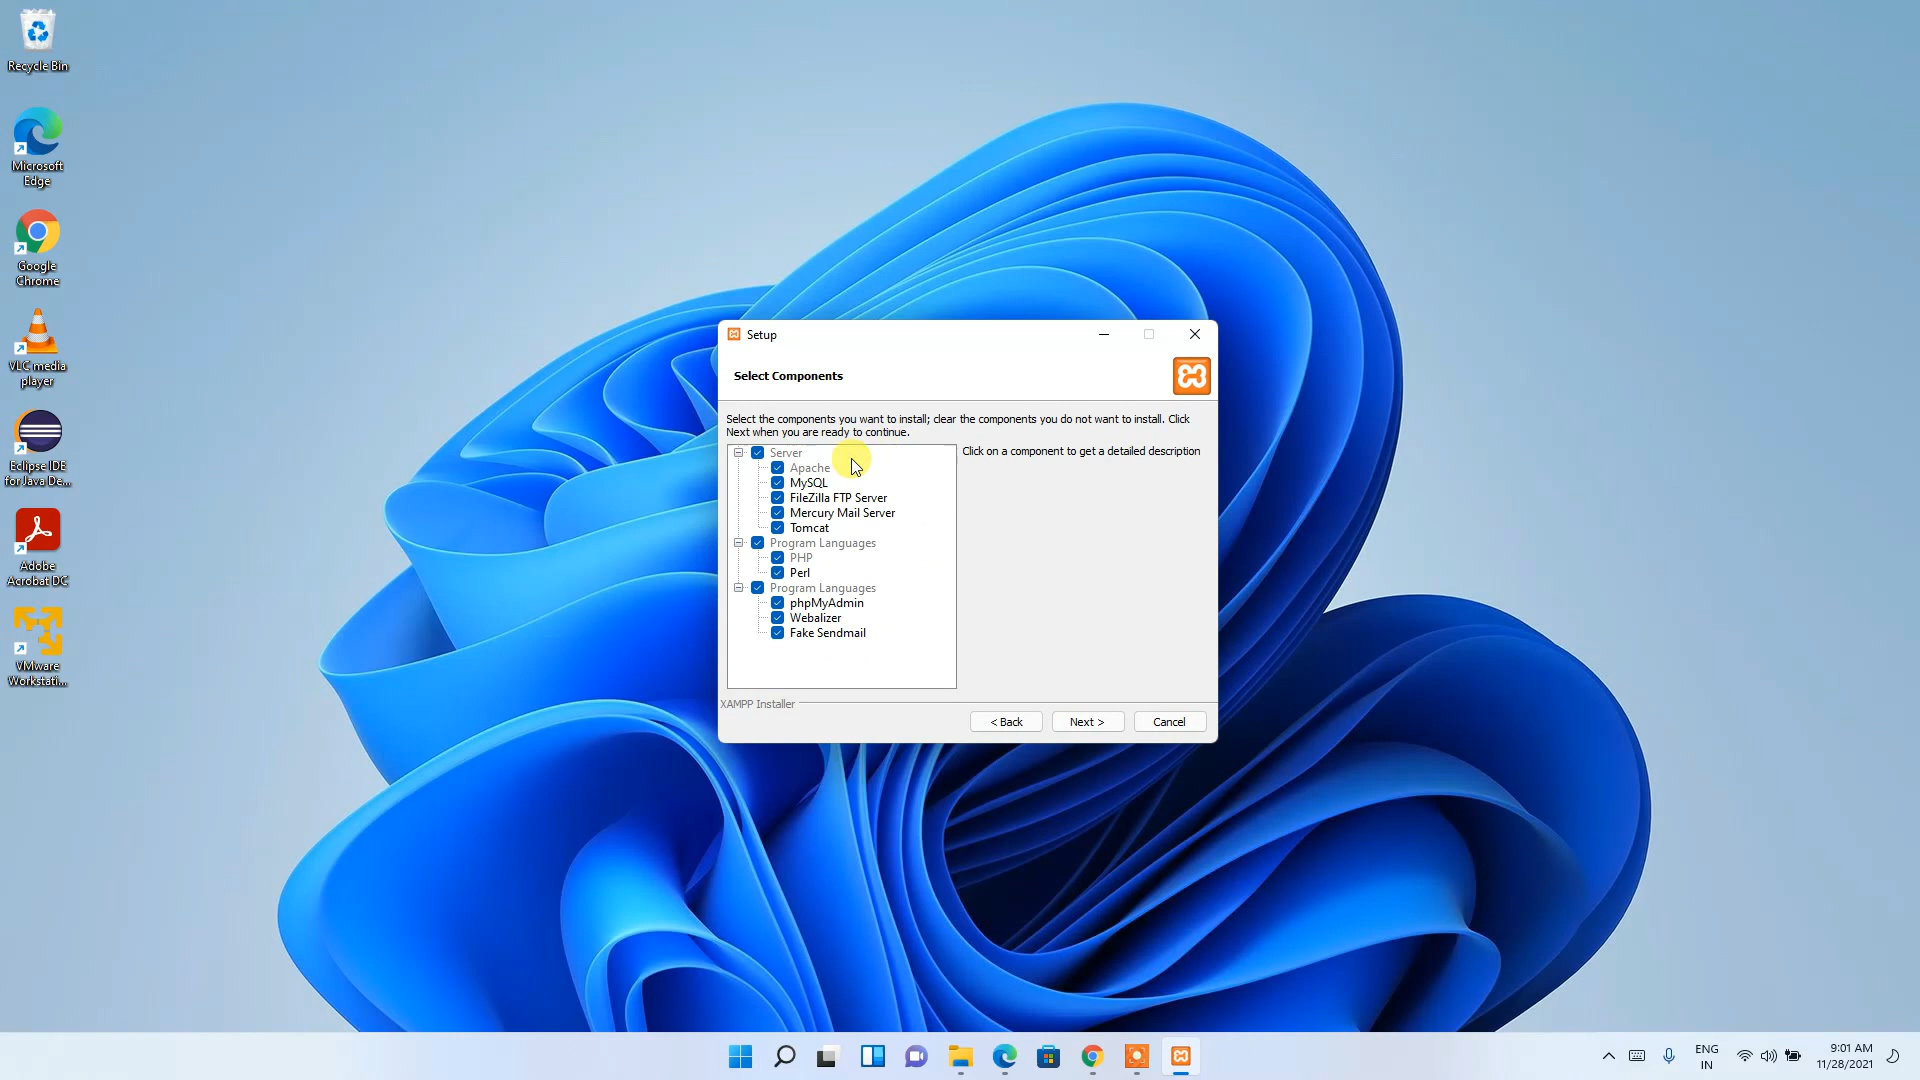 Recycle Bin
Microsoft
Edge
Google
Chrome
VLC media
player
Eclipse IDE
for Java De...
Adobe
Acrobat DC
VMware
Workstati...
Setup
Select Components
Select the components you want to install; clear the components you do not want to install. Click
Next when you are ready to continue.
Server
Apache
MySQL
FileZilla FTP Server
Mercury Mail Server
Tomcat
Program Languages
PHP
Perl
Program Languages
phpMyAdmin
Webalizer
Fake Sendmail
Click on a component to get a detailed description
XAMPP Installer
< Back
Next >
Cancel
ENG
IN
9:01 AM
11/28/2021